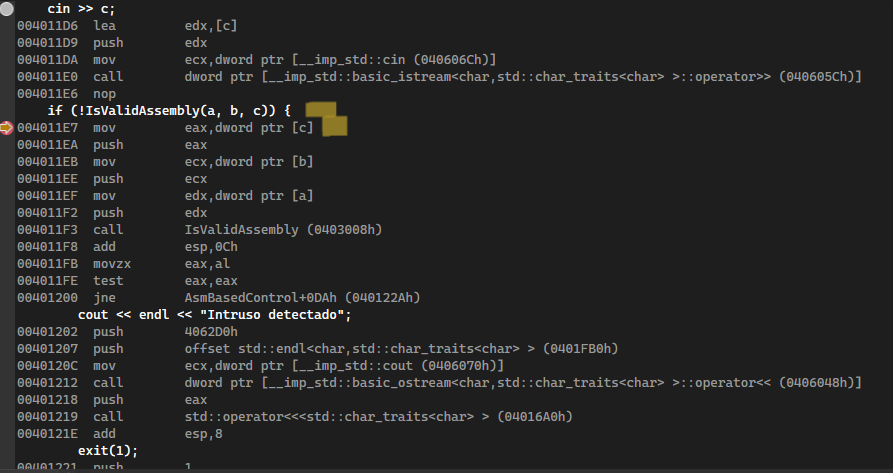 cin >> c;
004011D6 lea edx,[c]
004011D9 push edx
004011DA mov ecx,dword ptr [__imp_std::cin (040606Ch)]
004011E0 call dword ptr [__imp_std::basic_istream<char,std::char_traits<char> >::operator>> (040605Ch)]
004011E6 nop
if (!IsValidAssembly(a, b, c)) {
004011E7 mov eax,dword ptr [c]
004011EA push eax
004011EB mov ecx,dword ptr [b]
004011EE push ecx
004011EF mov edx,dword ptr [a]
004011F2 push edx
004011F3 call IsValidAssembly (0403008h)
004011F8 add esp,0Ch
004011FB movzx eax,al
004011FE test eax,eax
00401200 jne AsmBasedControl+0DAh (040122Ah)
cout << endl << "Intruso detectado";
00401202 push 4062D0h
00401207 push offset std::endl<char,std::char_traits<char> > (0401FB0h)
0040120C mov ecx,dword ptr [__imp_std::cout (0406070h)]
00401212 call dword ptr [__imp_std::basic_ostream<char,std::char_traits<char> >::operator<< (0406048h)]
00401218 push eax
00401219 call std::operator<<<std::char_traits<char> > (04016A0h)
0040121E add esp,8
exit(1);
00401221 push 1